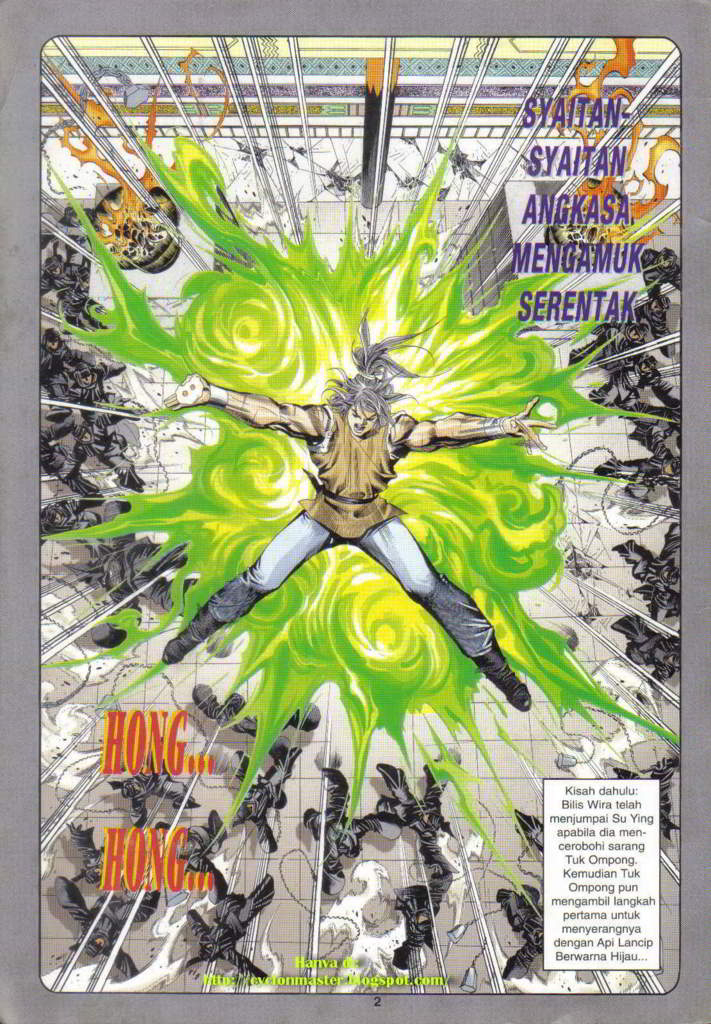 SYAITAN-
SYAITAN
ANGKASA
MENGAMUK
SERENTAK
HONG...
HONG...
Kisah dahulu:
Bilis Wira telah
menjumpai Su Ying
apabila dia men-
cerobohi sarang
Tuk Ompong.
Kemudian Tuk
Ompong pun
mengambil langkah
pertama untuk
menyerangnya
dengan Api Lancip
Berwarna Hijau...
Hanya di:
http://cyclonmaster.blogspot.com/
2